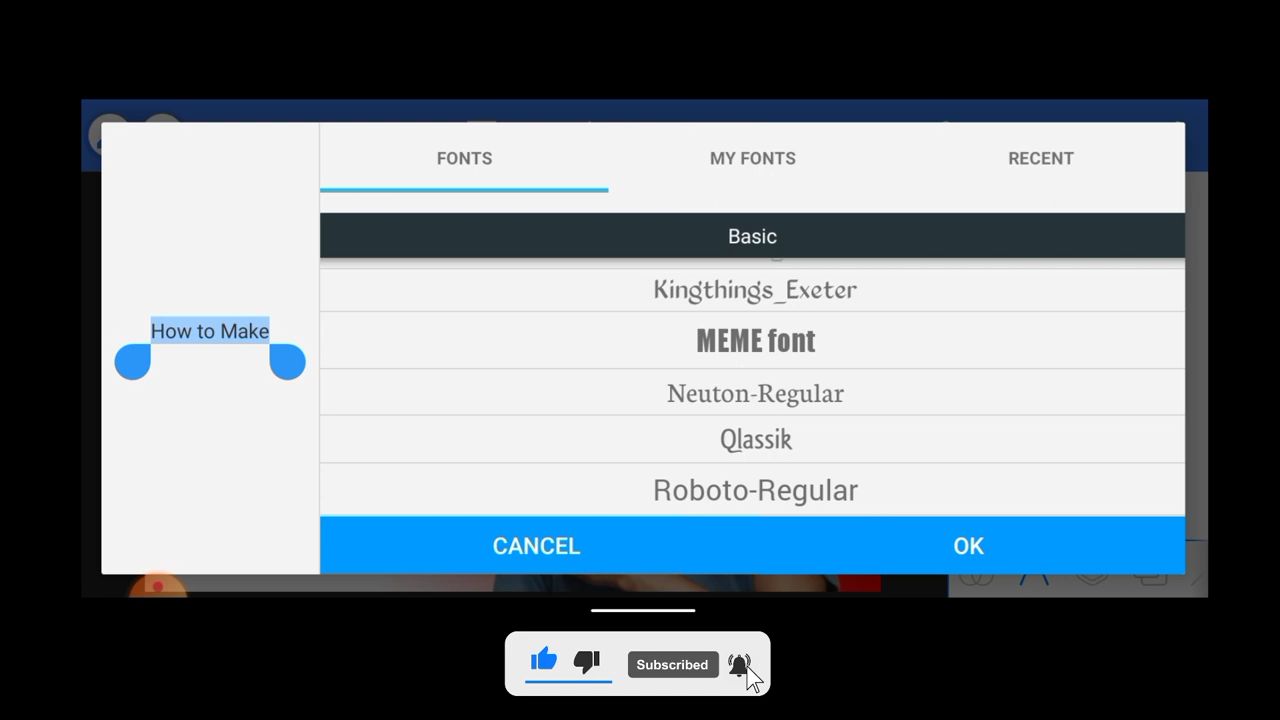 FONTS
MY FONTS
RECENT
Basic
How to Make
Kingthings_Exeter
MEME font
Neuton-Regular
Qlassik
Roboto-Regular
CANCEL
OK
Subscribed